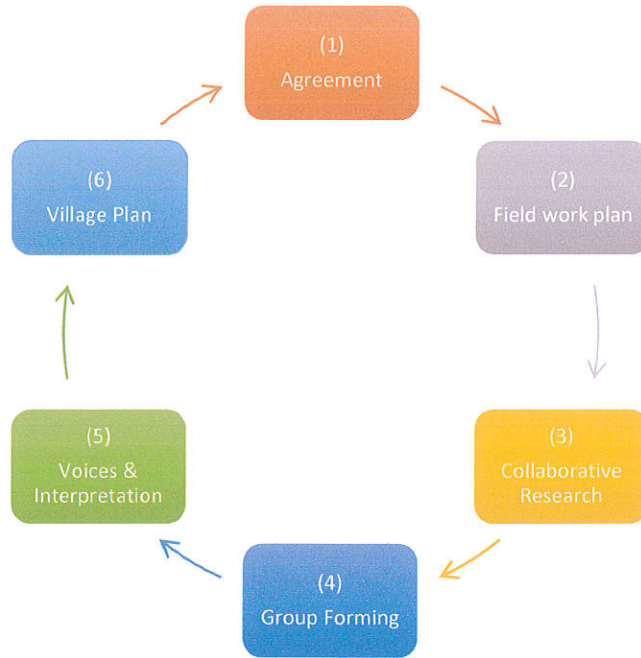 (1)
Agreement
(2)
Field work plan
(3)
Collaborative
Research
(4)
Group Forming
(5)
Voices &
Interpretation
(6)
Village Plan